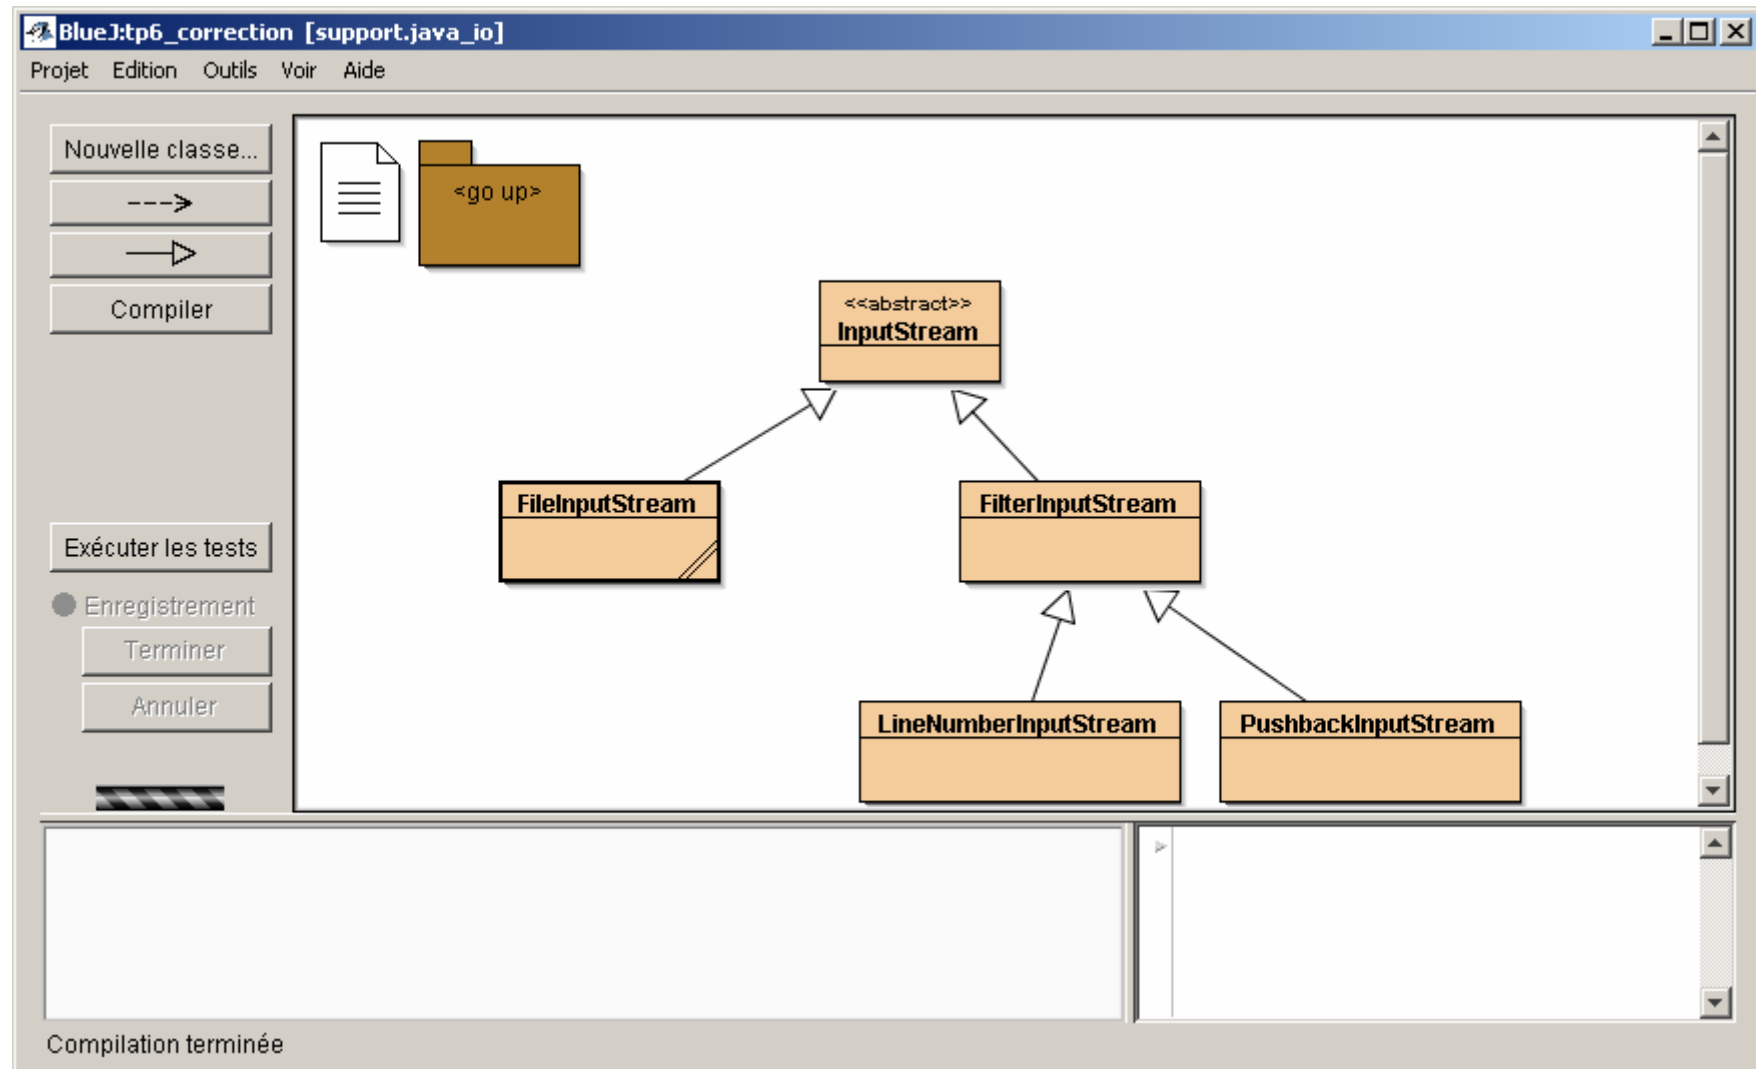 BlueJ:tp6_correction [support.java_io]
Projet Edition Outils Voir Aide
Nouvelle classe...
--->
Compiler
Exécuter les tests
Enregistrement
Terminer
Annuler
<go up>
<<abstract>>
InputStream
FileInputStream
FilterInputStream
LineNumberInputStream
PushbackInputStream
Compilation terminée